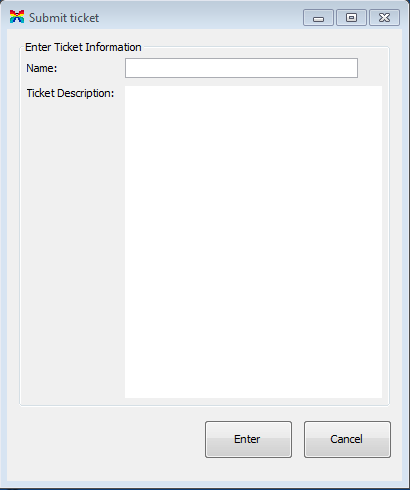 Submit ticket
Enter Ticket Information
Name:
Ticket Description:
Enter
Cancel